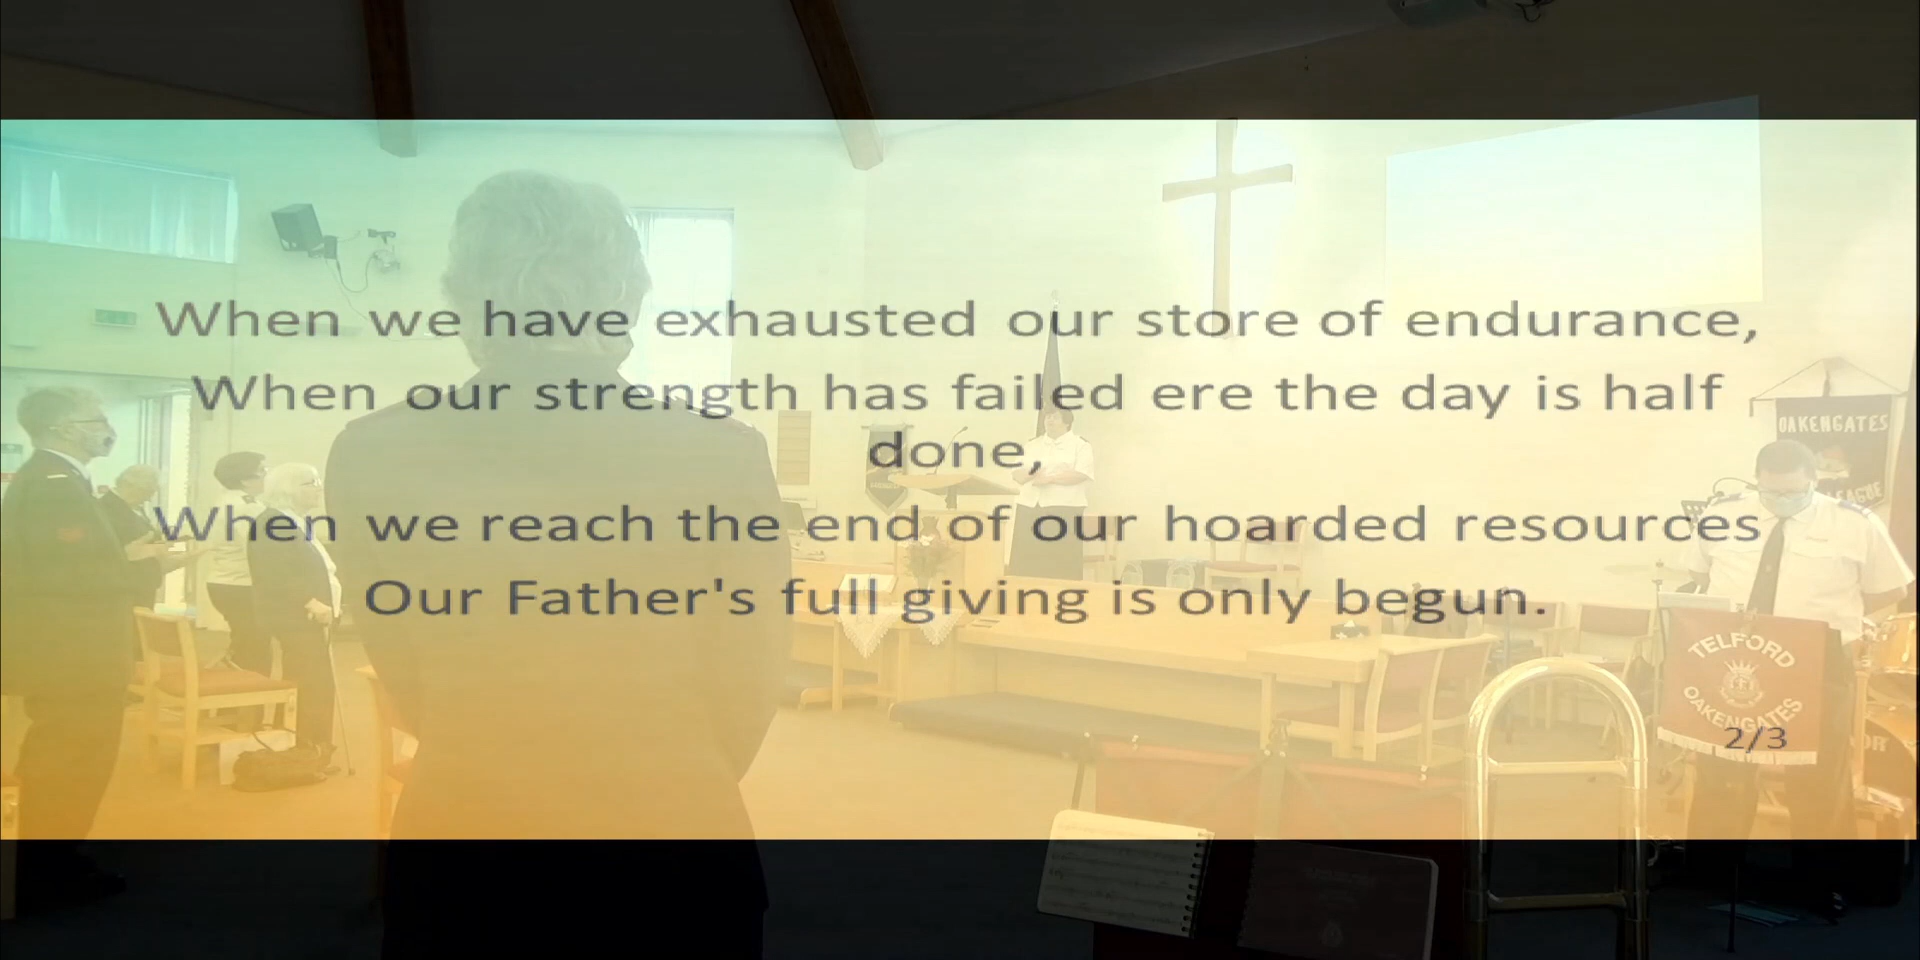 When we have exhausted our store of endurance,
When our strength has failed ere the day is half
done,
When we reach the end of our hoarded resources
Our Father's full giving is only begun.
2/3
OAKENGATES
LEAGUE
TELFORD
OAKENGATES